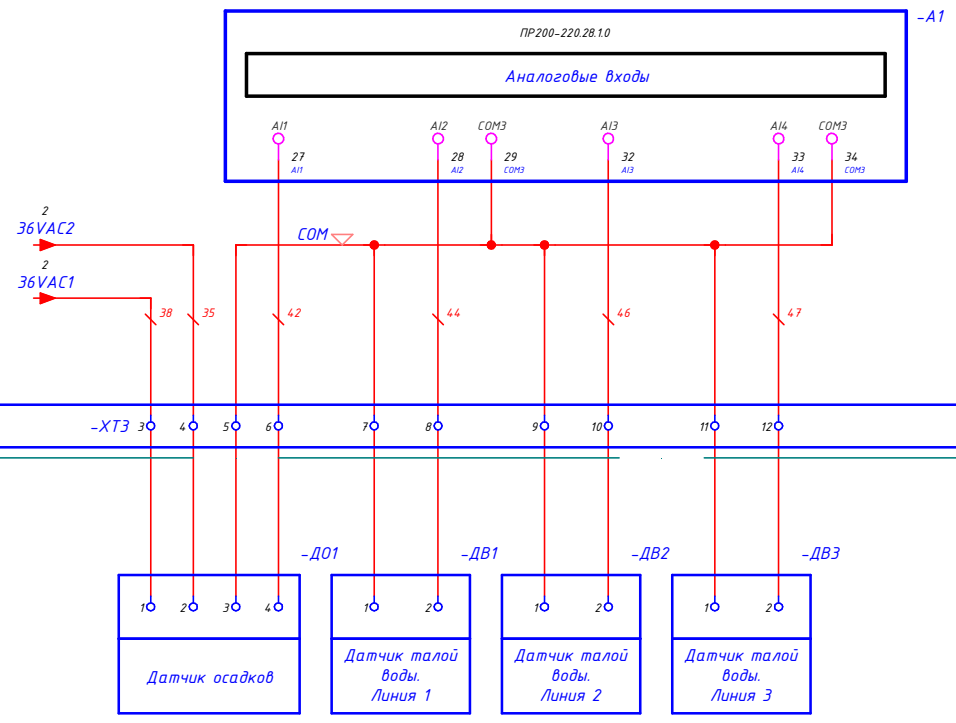 -А1
ПР200-220.28.1.0
Аналоговые входы
AI1 AI2 COM3 AI3 AI4 COM3
27 28 29 32 33 34
AI1 AI2 COM3 AI3 AI4 COM3
2
36VAC2
COM
2
36VAC1
38 35 42 44 46 47
-XT3 3 4 5 6 7 8 9 10 11 12
-ДО1 -ДВ1 -ДВ2 -ДВ3
1 2 3 4 1 2 1 2 1 2
Датчик осадков
Датчик талой
воды.
Линия 1
Датчик талой
воды.
Линия 2
Датчик талой
воды.
Линия 3